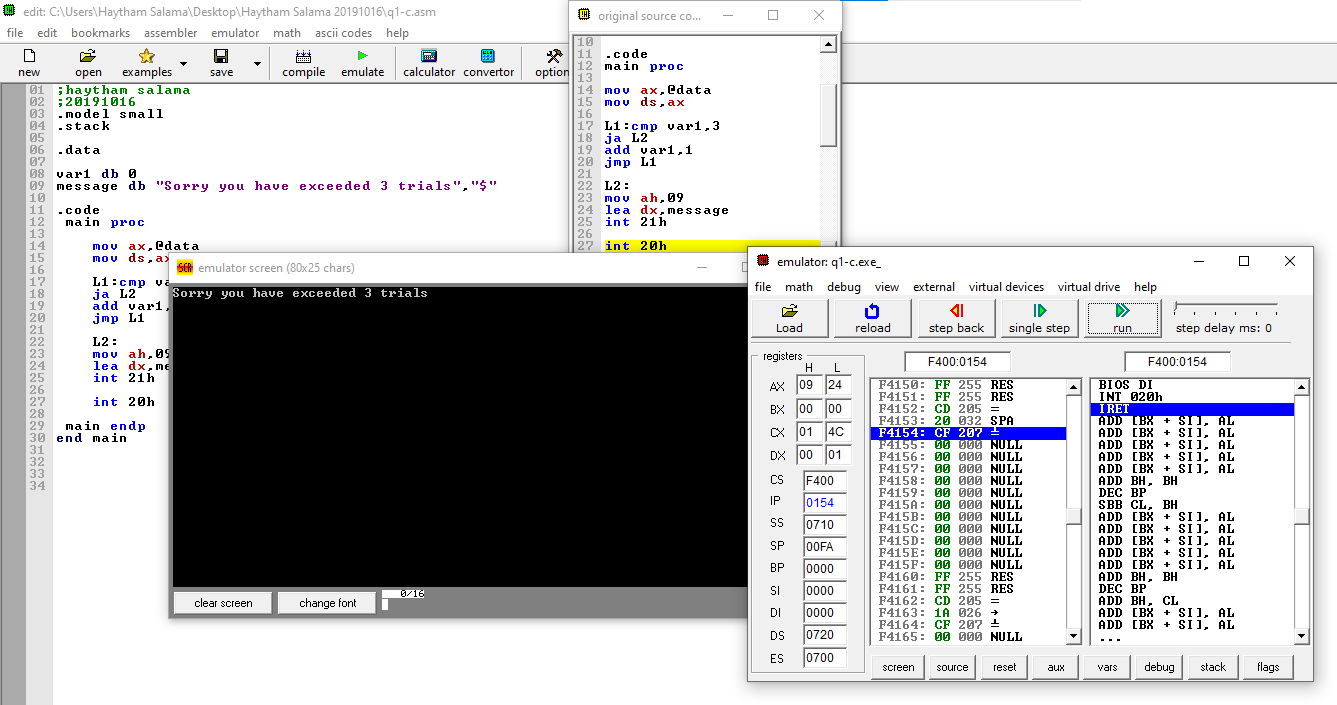 edit: C:\Users\Haytham Salama\Desktop\Haytham Salama 20191016\q1-c.asm
file edit bookmarks assembler emulator math ascii codes help
new open examples save compile emulate calculator convertor option
01 ;haytham salama
02 ;20191016
03 .model small
04 .stack
05
06 .data
07
08 var1 db 0
09 message db "Sorry you have exceeded 3 trials","$"
10
11 .code
12 main proc
13
14 mov ax,@data
15 mov ds,ax
16
17 L1:cmp va
18 ja L2
19 add var1,
20 jmp L1
21
22 L2:
23 mov ah,09
24 lea dx,me
25 int 21h
26
27 int 20h
28
29 main endp
30 end main
31
32
33
34
original source co...
10
11 .code
12 main proc
13
14 mov ax,@data
15 mov ds,ax
16
17 L1:cmp var1,3
18 ja L2
19 add var1,1
20 jmp L1
21
22 L2:
23 mov ah,09
24 lea dx,message
25 int 21h
26
27 int 20h
SCR emulator screen (80x25 chars)
Sorry you have exceeded 3 trials
clear screen change font 0/16
emulator: q1-c.exe_
file math debug view external virtual devices virtual drive help
Load reload step back single step run step delay ms: 0
registers F400:0154 F400:0154
H L
AX 09 24
BX 00 00
CX 01 4C
DX 00 01
CS F400
IP 0154
SS 0710
SP 00FA
BP 0000
SI 0000
DI 0000
DS 0720
ES 0700
F4150: FF 255 RES
F4151: FF 255 RES
F4152: CD 205 =
F4153: 20 032 SPA
F4154: CF 207 ╧
F4155: 00 000 NULL
F4156: 00 000 NULL
F4157: 00 000 NULL
F4158: 00 000 NULL
F4159: 00 000 NULL
F415A: 00 000 NULL
F415B: 00 000 NULL
F415C: 00 000 NULL
F415D: 00 000 NULL
F415E: 00 000 NULL
F415F: 00 000 NULL
F4160: FF 255 RES
F4161: FF 255 RES
F4162: CD 205 =
F4163: 1A 026 →
F4164: CF 207 ╧
F4165: 00 000 NULL
BIOS DI
INT 020h
IRET
ADD [BX + SI], AL
ADD [BX + SI], AL
ADD [BX + SI], AL
ADD [BX + SI], AL
ADD [BX + SI], AL
ADD BH, BH
DEC BP
SBB CL, BH
ADD [BX + SI], AL
ADD [BX + SI], AL
ADD [BX + SI], AL
ADD [BX + SI], AL
ADD [BX + SI], AL
ADD BH, BH
DEC BP
ADD BH, CL
ADD [BX + SI], AL
ADD [BX + SI], AL
...
screen source reset aux vars debug stack flags